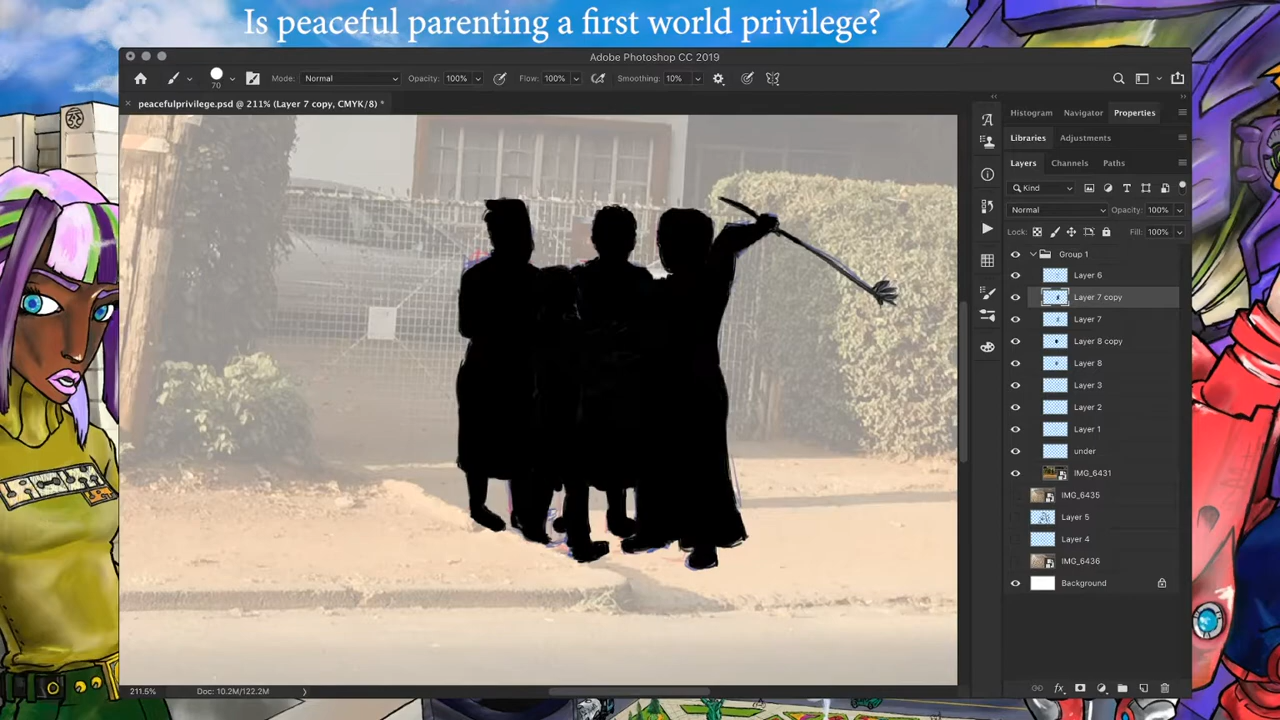 Is peaceful parenting a first world privilege?
Adobe Photoshop CC 2019
70
Mode: Normal
Opacity: 100%
Flow: 100%
Smoothing: 10%
peacefulprivilege.psd @ 211% (Layer 7 copy, CMYK/8) *
Histogram Navigator Properties
Libraries Adjustments
Layers Channels Paths
Kind
Normal
Opacity: 100%
Lock:
Fill: 100%
Group 1
Layer 6
Layer 7 copy
Layer 7
Layer 8 copy
Layer 8
Layer 3
Layer 2
Layer 1
under
IMG_6431
IMG_6435
Layer 5
Layer 4
IMG_6436
Background
211.5%
Doc: 10.2M/122.2M